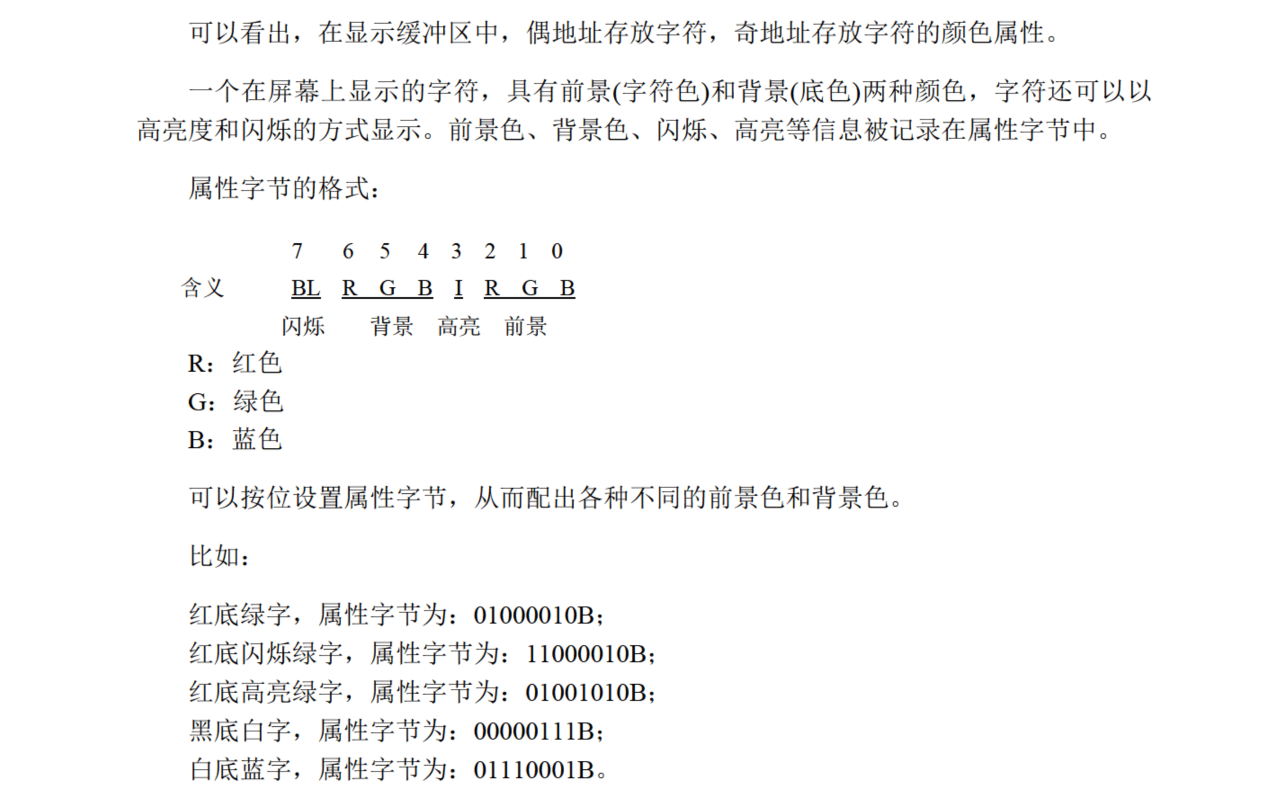 可以看出，在显示缓冲区中，偶地址存放字符，奇地址存放字符的颜色属性。
一个在屏幕上显示的字符，具有前景(字符色)和背景(底色)两种颜色，字符还可以以
高亮度和闪烁的方式显示。前景色、背景色、闪烁、高亮等信息被记录在属性字节中。
属性字节的格式：
7 6 5 4 3 2 1 0
含义 BL R G B I R G B
闪烁 背景 高亮 前景
R：红色
G：绿色
B：蓝色
可以按位设置属性字节，从而配出各种不同的前景色和背景色。
比如：
红底绿字，属性字节为：01000010B；
红底闪烁绿字，属性字节为：11000010B；
红底高亮绿字，属性字节为：01001010B；
黑底白字，属性字节为：00000111B；
白底蓝字，属性字节为：01110001B。